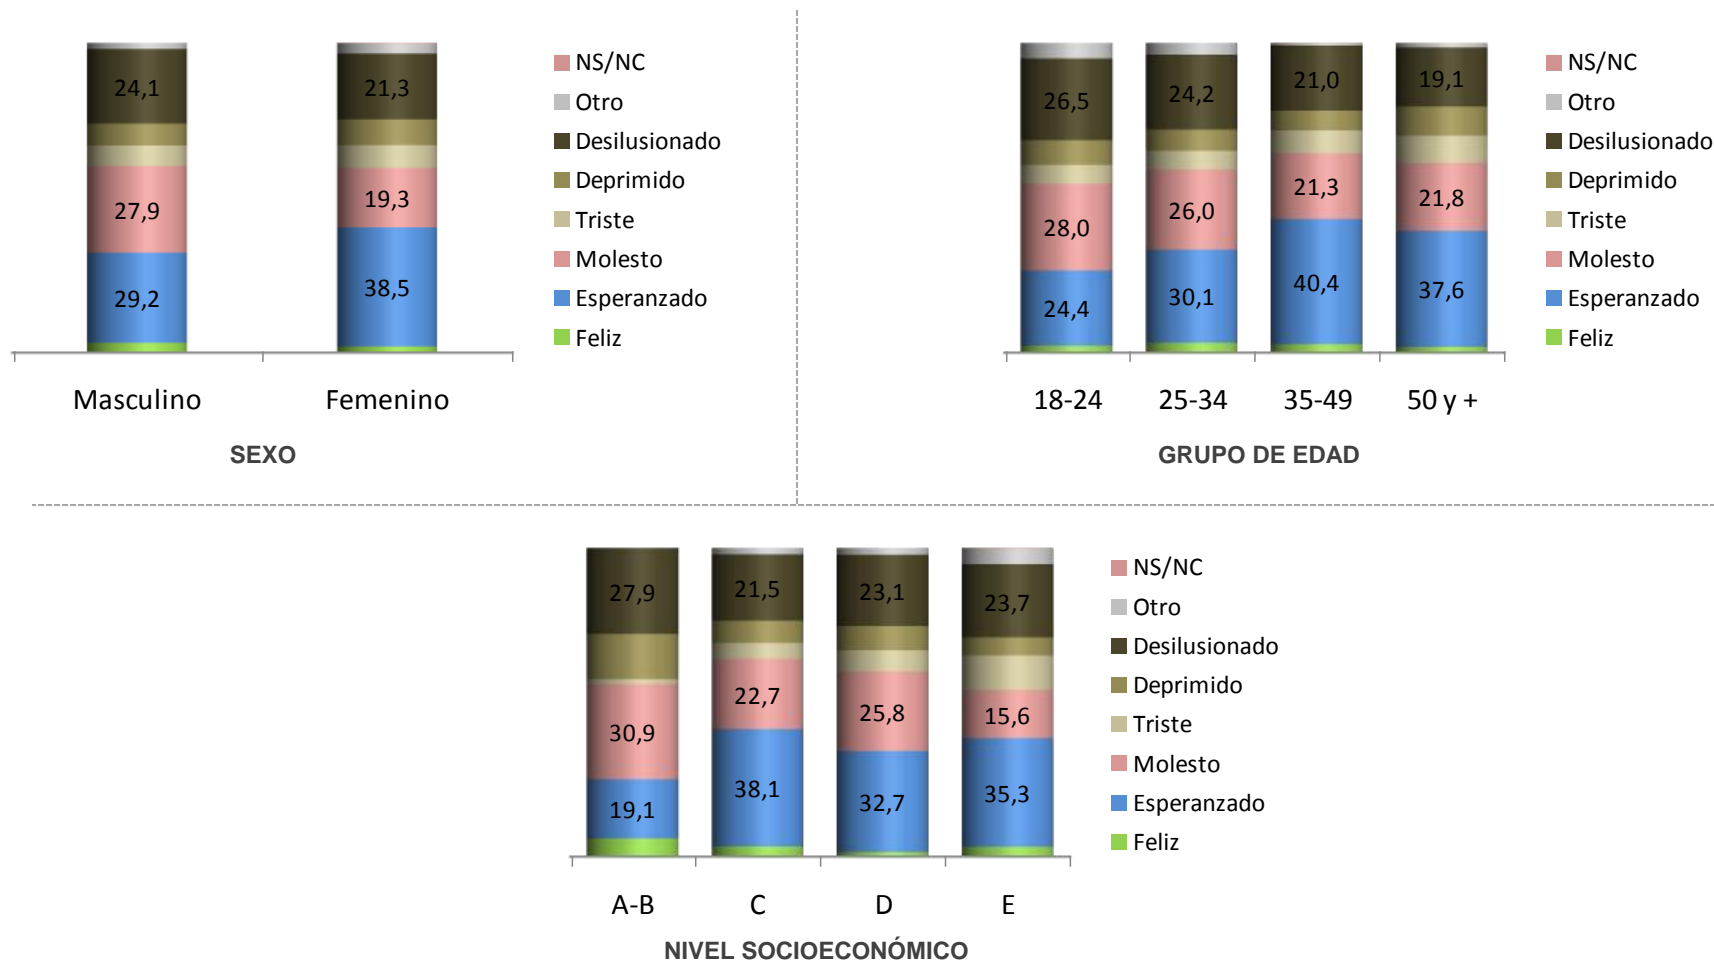 24,1
27,9
29,2
21,3
19,3
38,5
NS/NC
Otro
Desilusionado
Deprimido
Triste
Molesto
Esperanzado
Feliz
Masculino
Femenino
SEXO
26,5
28,0
24,4
24,2
26,0
30,1
21,0
21,3
40,4
19,1
21,8
37,6
NS/NC
Otro
Desilusionado
Deprimido
Triste
Molesto
Esperanzado
Feliz
18-24
25-34
35-49
50 y +
GRUPO DE EDAD
27,9
30,9
19,1
21,5
22,7
38,1
23,1
25,8
32,7
23,7
15,6
35,3
NS/NC
Otro
Desilusionado
Deprimido
Triste
Molesto
Esperanzado
Feliz
A-B
C
D
E
NIVEL SOCIOECONÓMICO